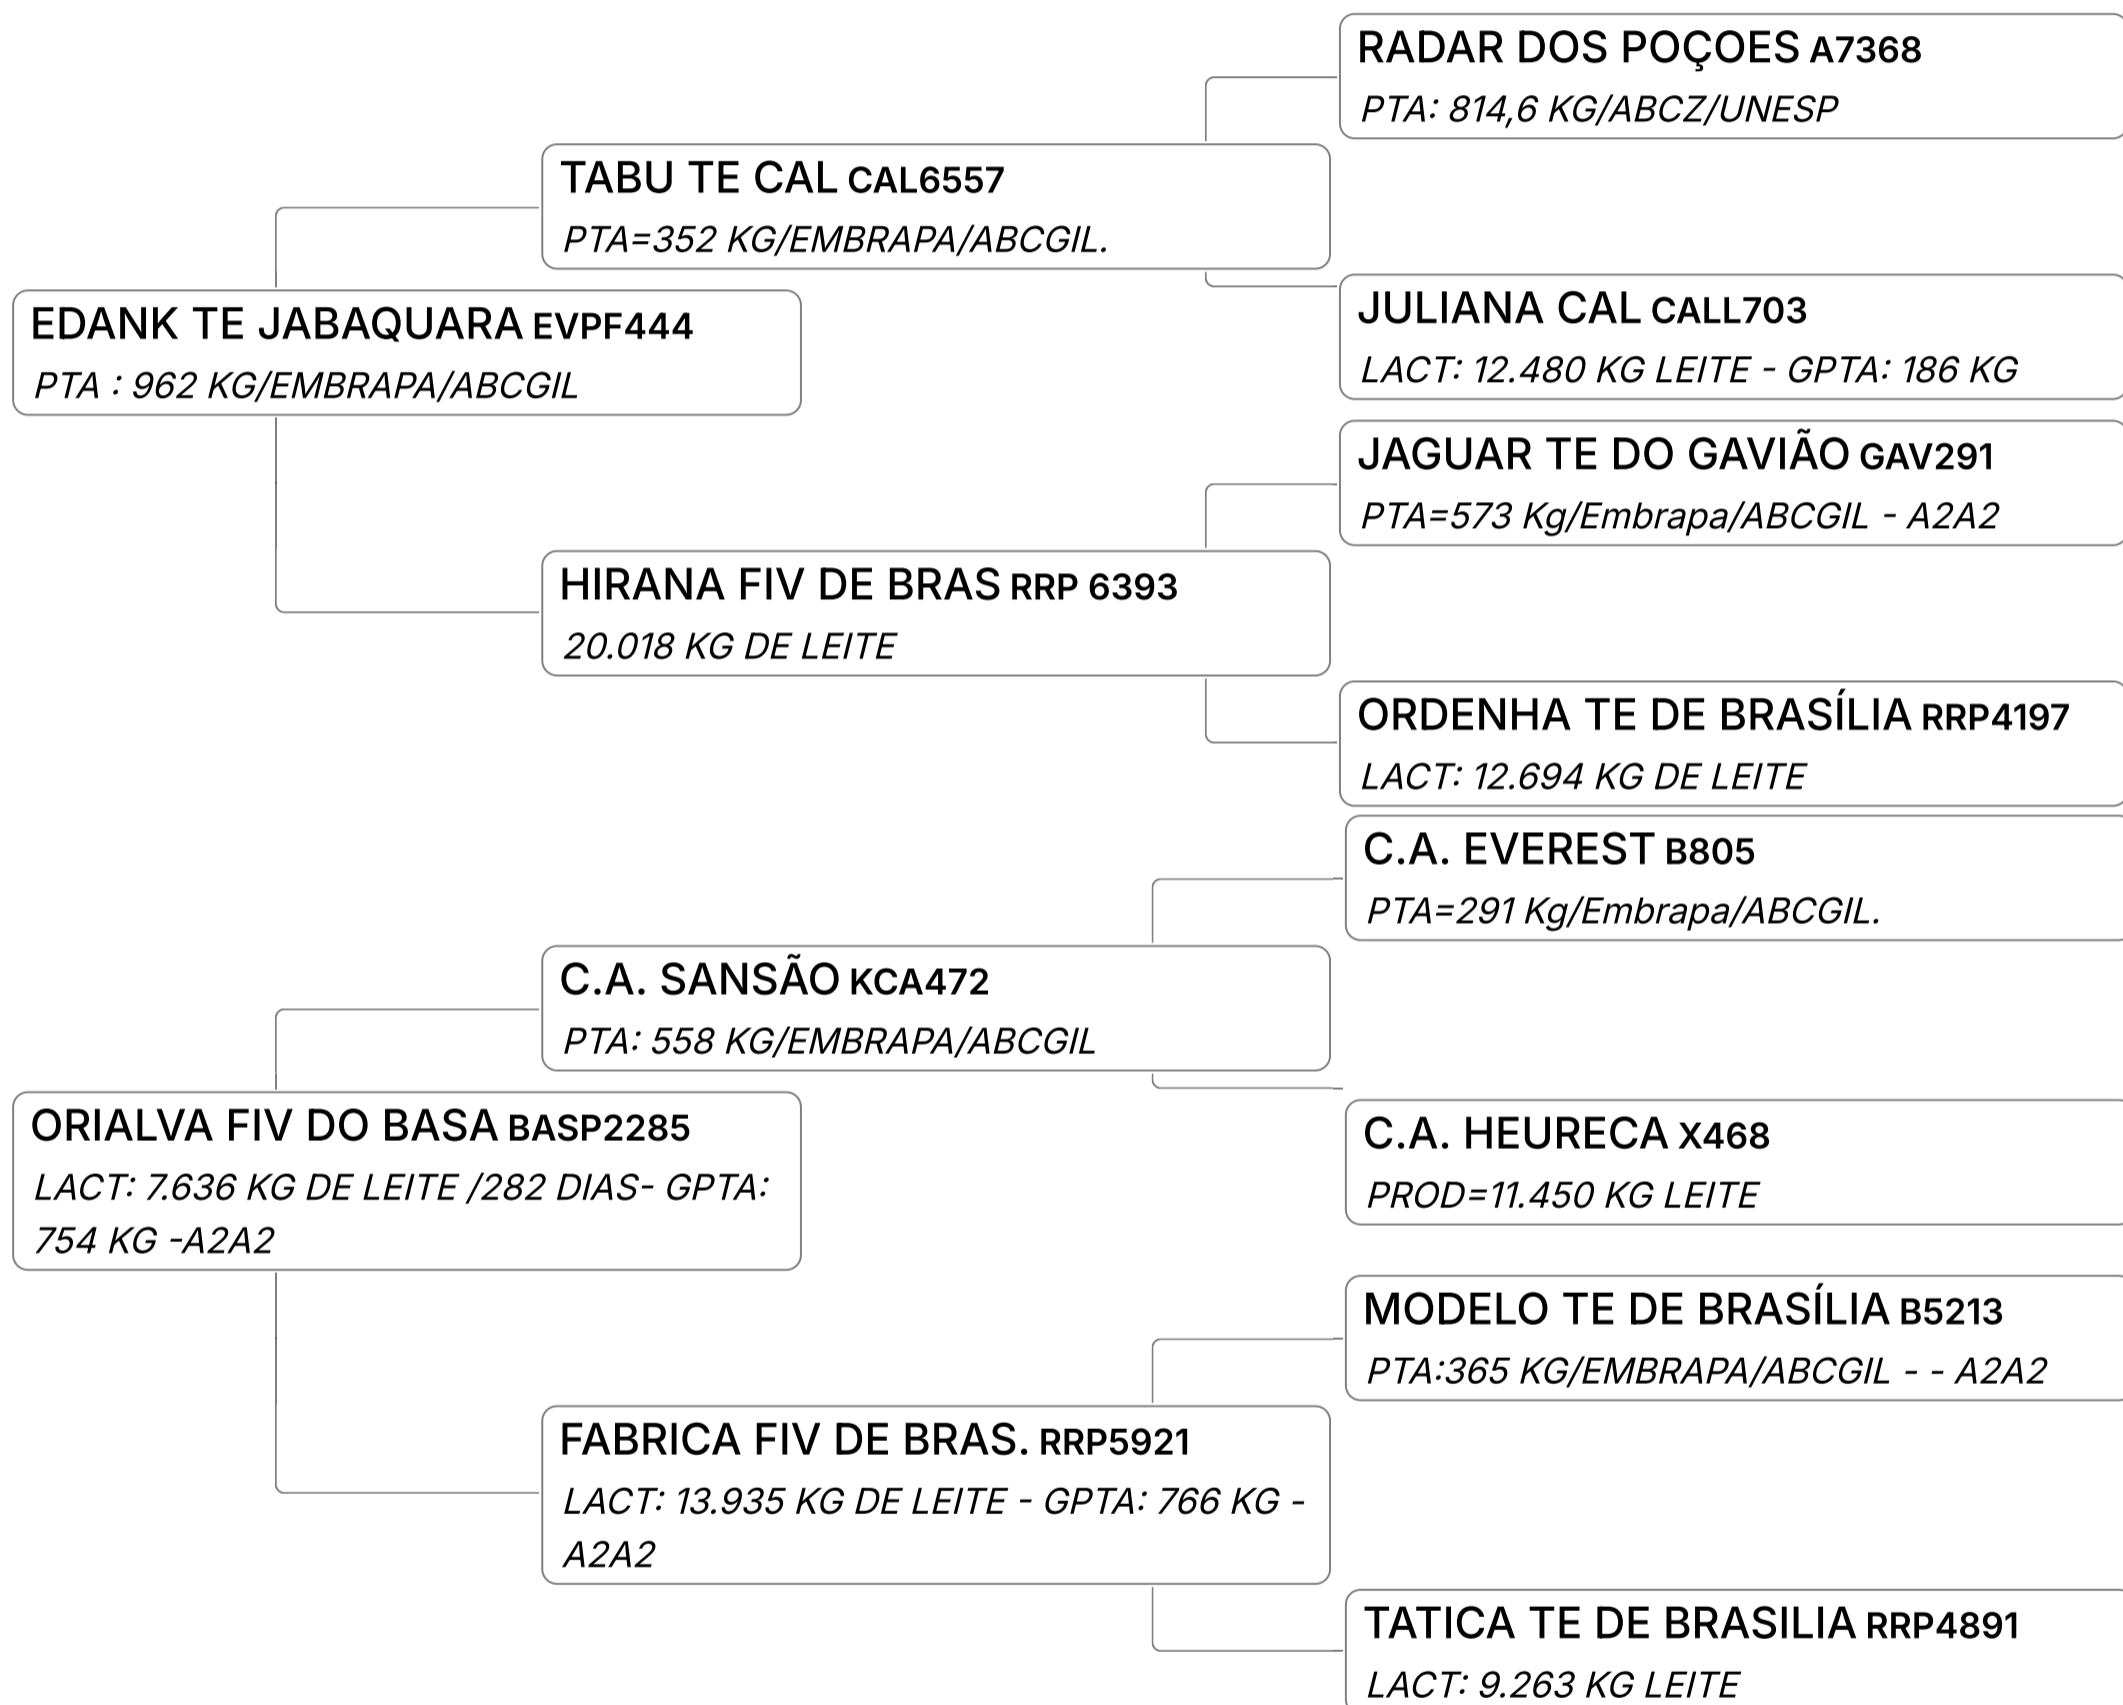 RADAR DOS POÇOES A7368
PTA: 814,6 KG/ABCZ/UNESP
TABU TE CAL CAL6557
PTA=352 KG/EMBRAPA/ABCGIL.
JULIANA CAL CALL703
LACT: 12.480 KG LEITE - GPTA: 186 KG
EDANK TE JABAQUARA EVPF444
PTA : 962 KG/EMBRAPA/ABCGIL
JAGUAR TE DO GAVIÃO GAV291
PTA=573 Kg/Embrapa/ABCGIL - A2A2
HIRANA FIV DE BRAS RRP 6393
20.018 KG DE LEITE
ORDENHA TE DE BRASÍLIA RRP4197
LACT: 12.694 KG DE LEITE
C.A. EVEREST B805
PTA=291 Kg/Embrapa/ABCGIL.
C.A. SANSÃO KCA472
PTA: 558 KG/EMBRAPA/ABCGIL
C.A. HEURECA X468
PROD=11.450 KG LEITE
ORIALVA FIV DO BASA BASP2285
LACT: 7.636 KG DE LEITE /282 DIAS- GPTA:
754 KG -A2A2
MODELO TE DE BRASÍLIA B5213
PTA:365 KG/EMBRAPA/ABCGIL - - A2A2
FABRICA FIV DE BRAS. RRP5921
LACT: 13.935 KG DE LEITE - GPTA: 766 KG -
A2A2
TATICA TE DE BRASILIA RRP4891
LACT: 9.263 KG LEITE